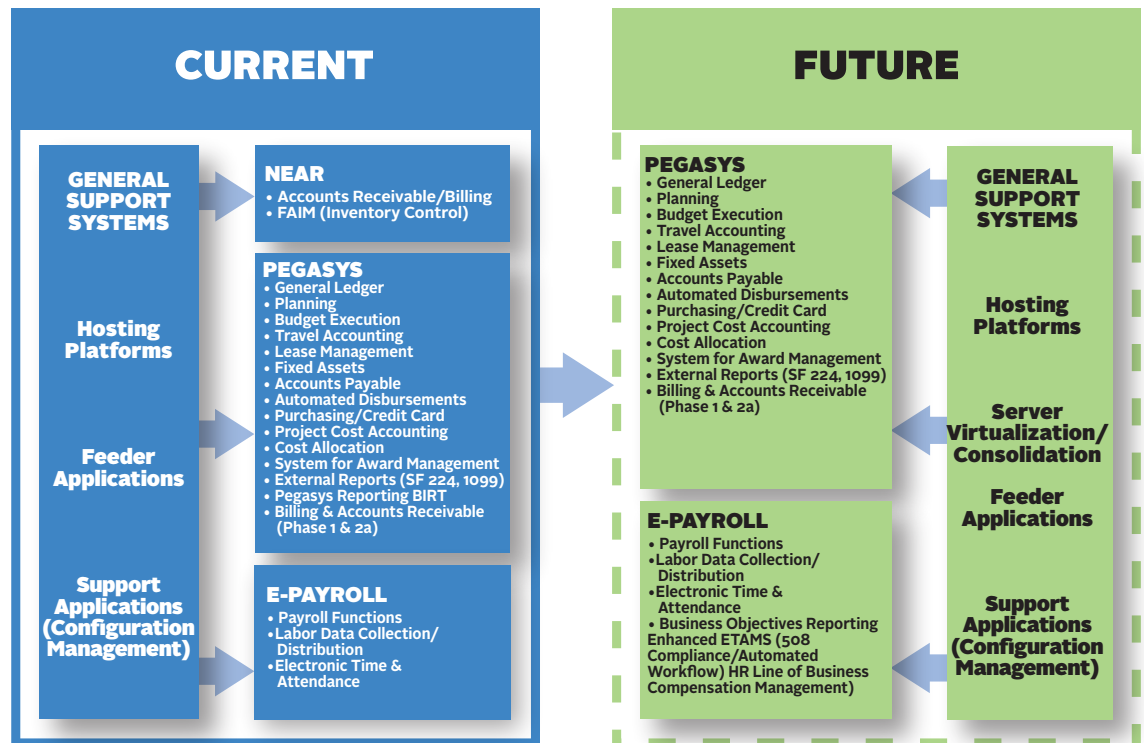 CURRENT
GENERAL
SUPPORT
SYSTEMS
Hosting
Platforms
Feeder
Applications
Support
Applications
(Configuration
Management)
NEAR
• Accounts Receivable/Billing
• FAIM (Inventory Control)
PEGASYS
• General Ledger
• Planning
• Budget Execution
• Travel Accounting
• Lease Management
• Fixed Assets
• Accounts Payable
• Automated Disbursements
• Purchasing/Credit Card
• Project Cost Accounting
• Cost Allocation
• System for Award Management
• External Reports (SF 224, 1099)
• Pegasys Reporting BIRT
• Billing & Accounts Receivable
(Phase 1 & 2a)
E-PAYROLL
• Payroll Functions
•Labor Data Collection/
Distribution
•Electronic Time &
Attendance
FUTURE
PEGASYS
• General Ledger
• Planning
• Budget Execution
• Travel Accounting
• Lease Management
• Fixed Assets
• Accounts Payable
• Automated Disbursements
• Purchasing/Credit Card
• Project Cost Accounting
• Cost Allocation
• System for Award Management
• External Reports (SF 224, 1099)
• Billing & Accounts Receivable
(Phase 1 & 2a)
E-PAYROLL
• Payroll Functions
•Labor Data Collection/
Distribution
•Electronic Time &
Attendance
• Business Objectives Reporting
Enhanced ETAMS (508
Compliance/Automated
Workflow) HR Line of Business
Compensation Management)
GENERAL
SUPPORT
SYSTEMS
Hosting
Platforms
Server
Virtualization/
Consolidation
Feeder
Applications
Support
Applications
(Configuration
Management)